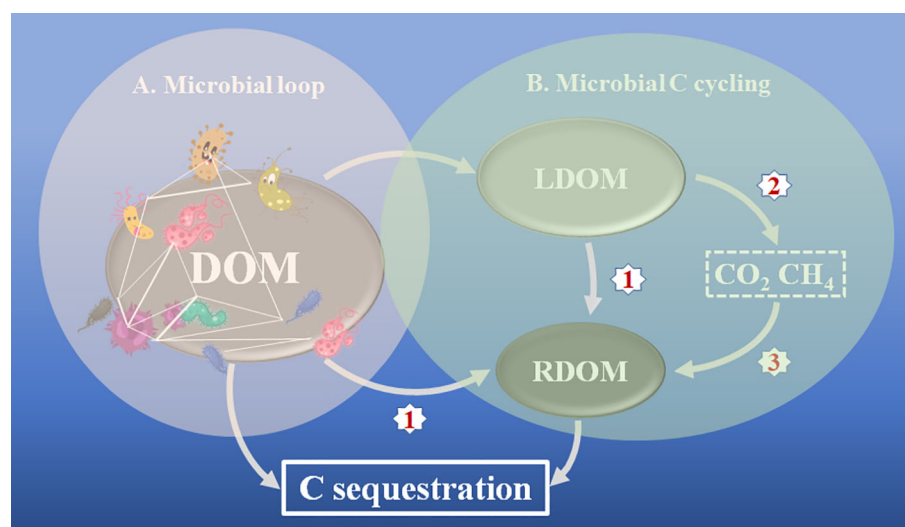 A. Microbial loop
B. Microbial C cycling
DOM
LDOM
2
CO₂ CH₄
1
RDOM
3
1
C sequestration